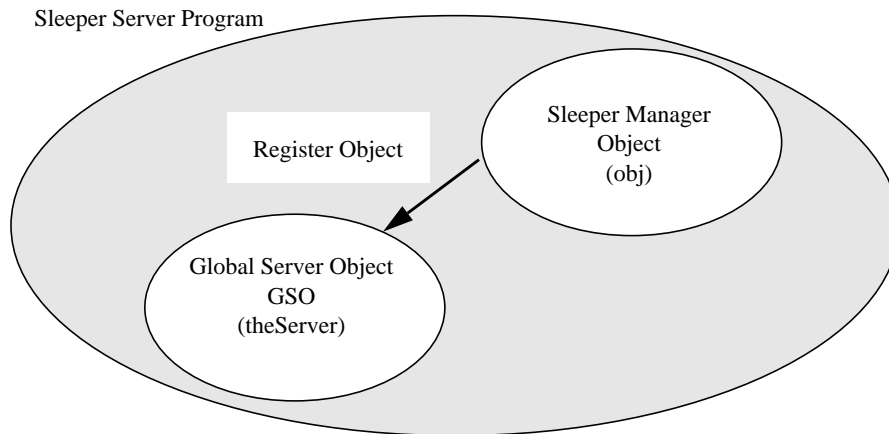 Sleeper Server Program
Sleeper Manager
Object
(obj)
Register Object
Global Server Object
GSO
(theServer)